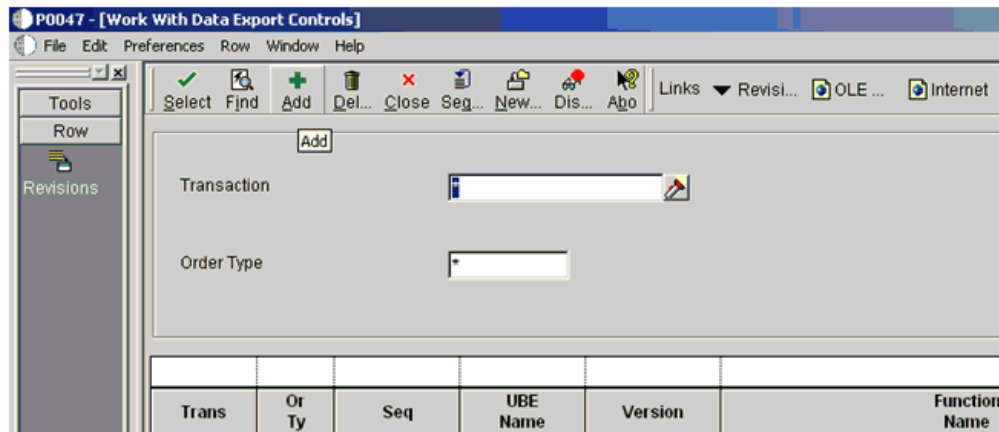 P0047 - [Work With Data Export Controls]
File Edit Preferences Row Window Help
Select Find Add Del... Close Seq... New... Dis... Abo Links Revisi... OLE ... Internet
Tools
Row
Revisions
Add
Transaction *
Order Type *
Trans Or Ty Seq UBE Name Version Function Name